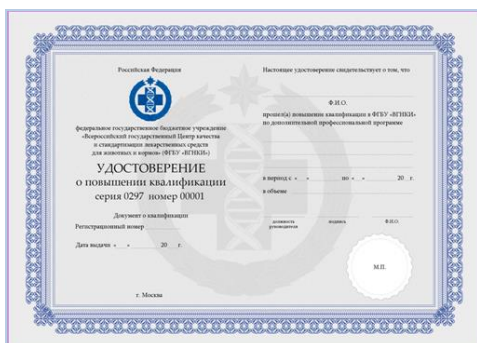 Российская Федерация
федеральное государственное бюджетное учреждение
«Всероссийский государственный Центр качества
и стандартизации лекарственных средств
для животных и кормов» (ФГБУ «ВГНКИ»)
УДОСТОВЕРЕНИЕ
о повышении квалификации
серия 0297 номер 00001
Документ о квалификации
Регистрационный номер
Дата выдачи « » 20 г.
г. Москва
Настоящее удостоверение свидетельствует о том, что
Ф.И.О.
прошел(а) повышение квалификации в ФГБУ «ВГНКИ»
по дополнительной профессиональной программе
в период с « » по « » 20 г.
в объеме
должность руководителя подпись Ф.И.О.
М.П.